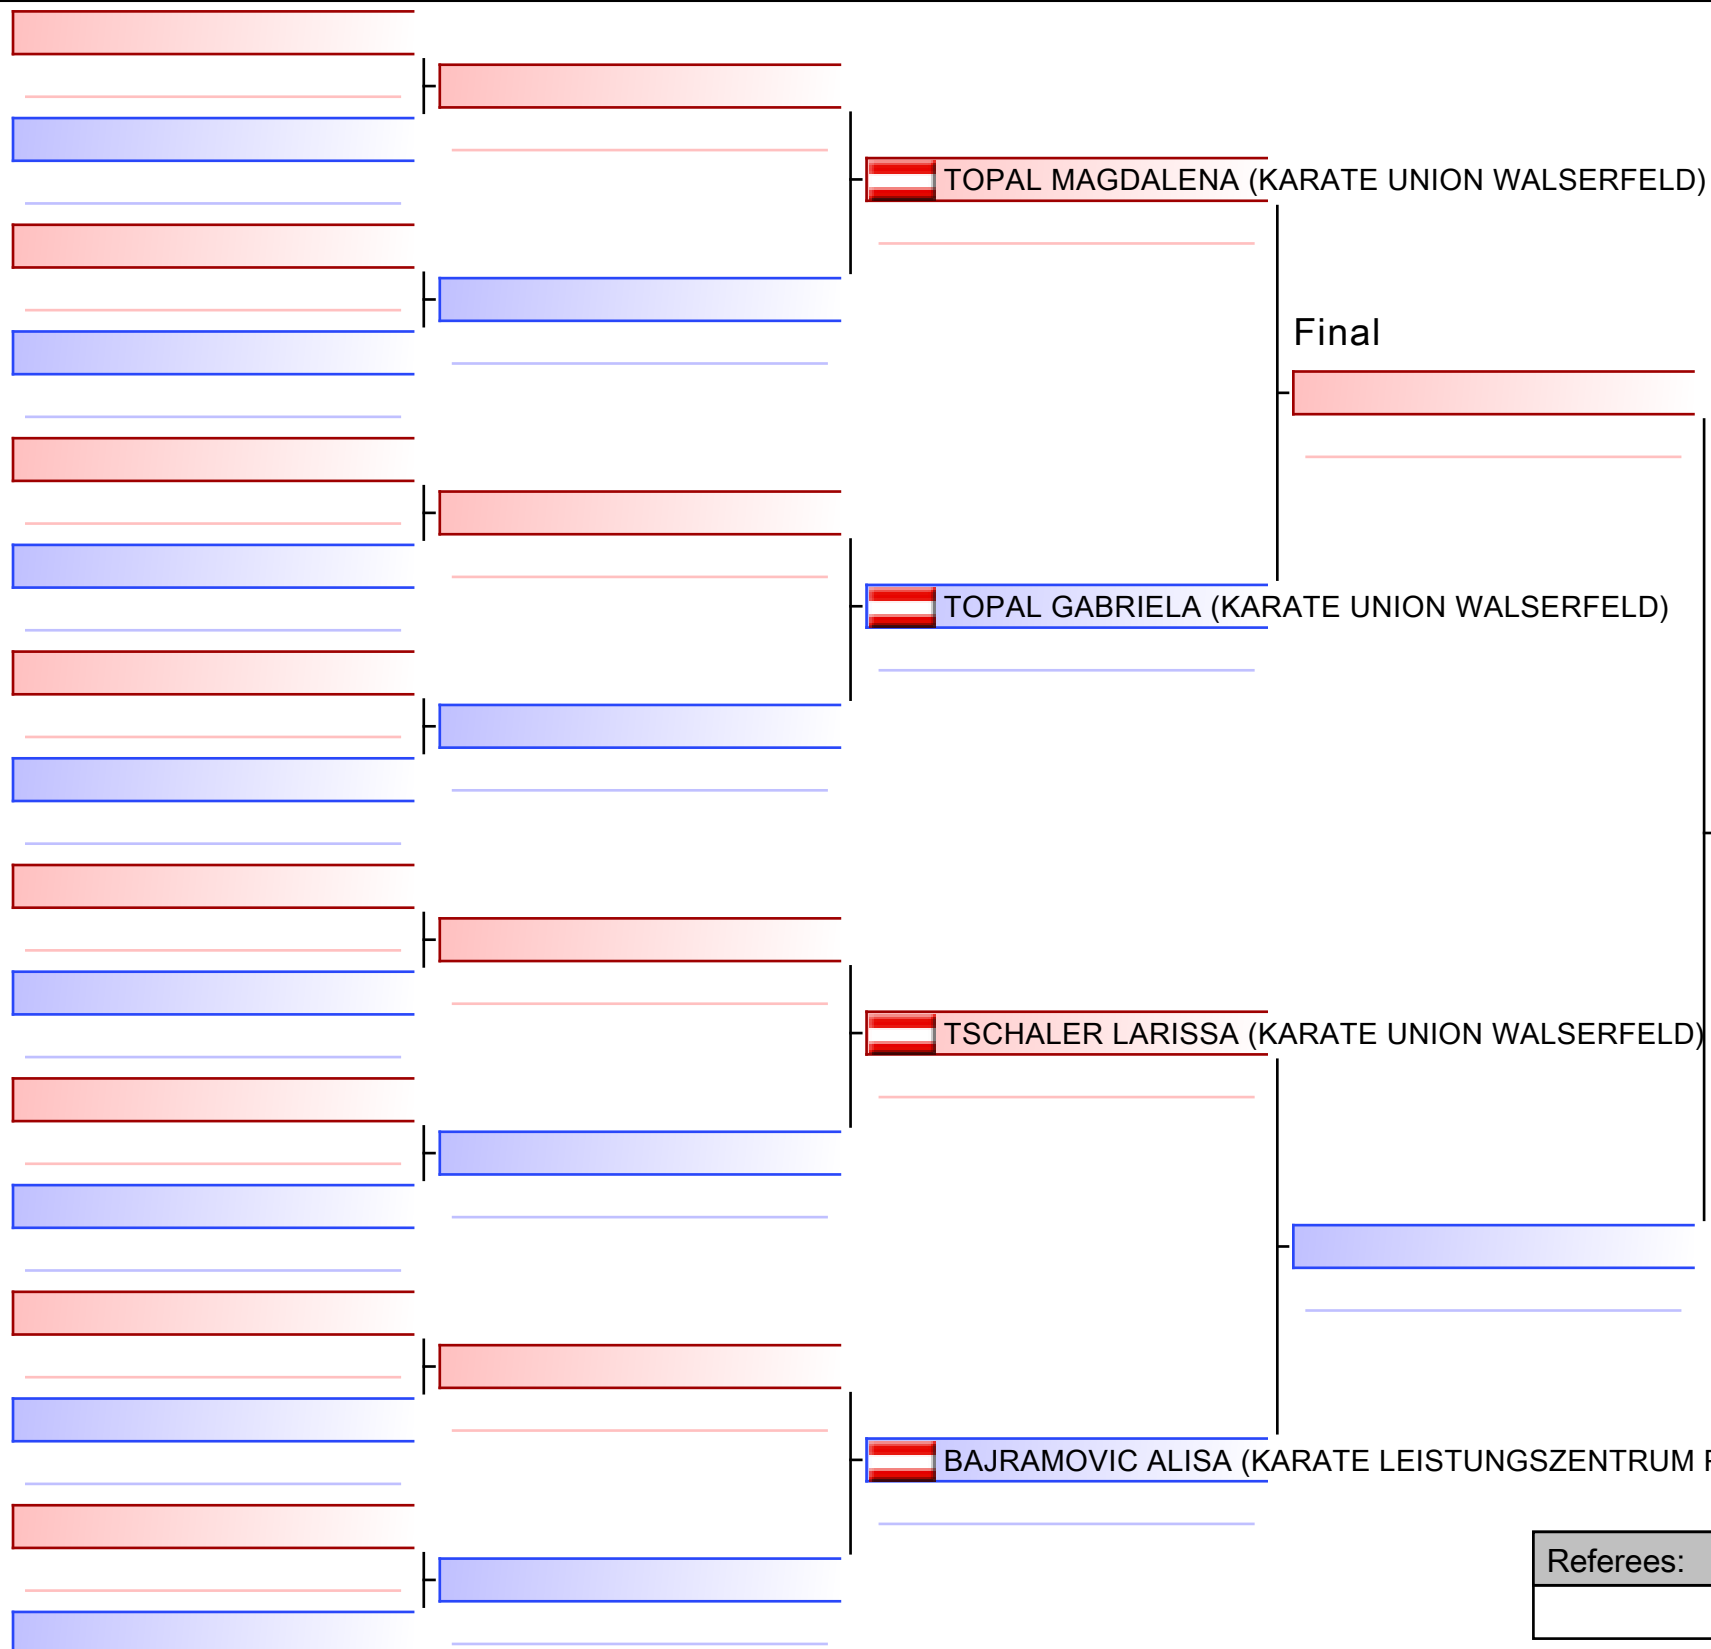 TOPAL MAGDALENA (KARATE UNION WALSERFELD)
Final
TOPAL GABRIELA (KARATE UNION WALSERFELD)
TSCHALER LARISSA (KARATE UNION WALSERFELD)
BAJRAMOVIC ALISA (KARATE LEISTUNGSZENTRUM
Referees: